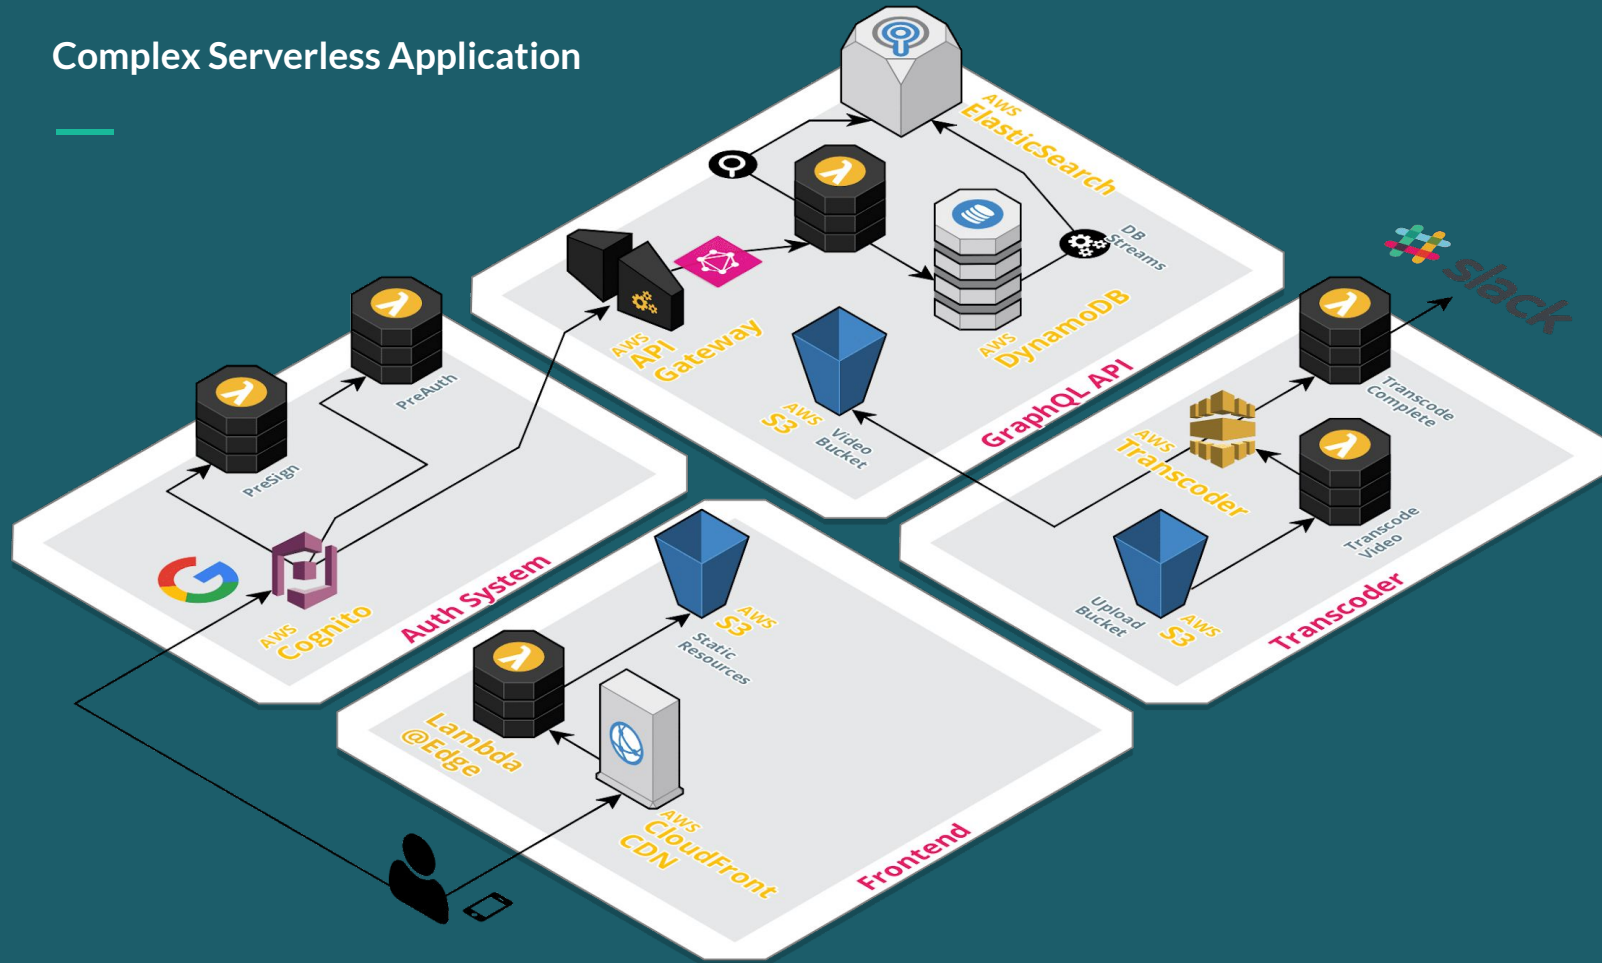 Complex Serverless Application
AWS
ElasticSearch
DB
Streams
AWS
DynamoDB
AWS
API
Gateway
AWS
S3
Video
Bucket
GraphQL API
slack
PreAuth
PreSign
AWS
Cognito
Auth System
Transcode
Complete
AWS
Transcoder
Transcode
Video
Upload
Bucket
AWS
S3
Transcoder
AWS
S3
Static
Resources
Lambda
@Edge
AWS
CloudFront
CDN
Frontend